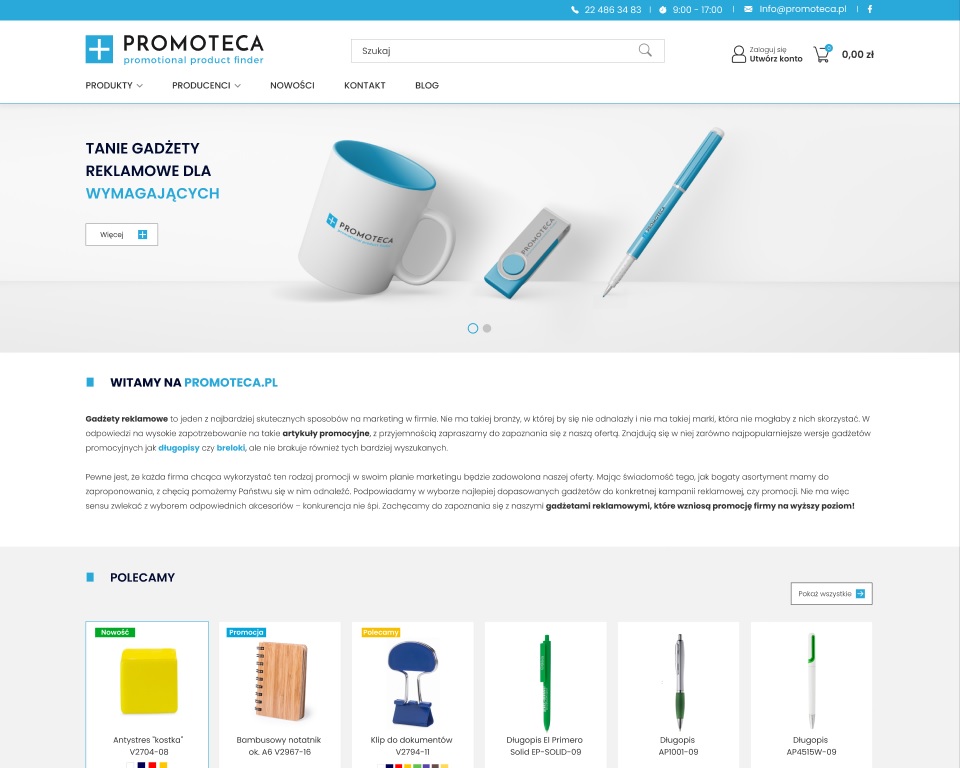 22 486 34 83 | 9:00 - 17:00 | Info@promoteca.pl |
PROMOTECA
promotional product finder
Szukaj
Zaloguj się
Utwórz konto
0
0,00 zł
PRODUKTY PRODUCENCI NOWOŚCI KONTAKT BLOG
TANIE GADŻETY
REKLAMOWE DLA
WYMAGAJĄCYCH
Więcej
PROMOTECA
PROMOTECA
PROMOTECA
WITAMY NA PROMOTECA.PL
Gadżety reklamowe to jeden z najbardziej skutecznych sposobów na marketing w firmie. Nie ma takiej branży, w której by się nie odnalazły i nie ma takiej marki, która nie mogłaby z nich skorzystać. W
odpowiedzi na wysokie zapotrzebowanie na takie artykuły promocyjne, z przyjemnością zapraszamy do zapoznania się z naszą ofertą. Znajdują się w niej zarówno najpopularniejsze wersje gadżetów
promocyjnych jak długopisy czy breloki, ale nie brakuje również tych bardziej wyszukanych.
Pewne jest, że każda firma chcąca wykorzystać ten rodzaj promocji w swoim planie marketingu będzie zadowolona naszej oferty. Mając świadomość tego, jak bogaty asortyment mamy do
zaproponowania, z chęcią pomożemy Państwu się w nim odnaleźć. Podpowiadamy w wyborze najlepiej dopasowanych gadżetów do konkretnej kampanii reklamowej, czy promocji. Nie ma więc
sensu zwlekać z wyborem odpowiednich akcesoriów – konkurencja nie śpi. Zachęcamy do zapoznania się z naszymi gadżetami reklamowymi, które wzniosą promocję firmy na wyższy poziom!
POLECAMY
Pokaż wszystkie
Nowość
Promocja
Polecamy
Antystres "kostka"
V2704-08
Bambusowy notatnik
ok. A6 V2967-16
Klip do dokumentów
V2794-11
Długopis El Primero
Solid EP-SOLID-09
Długopis
AP1001-09
Długopis
AP4515W-09